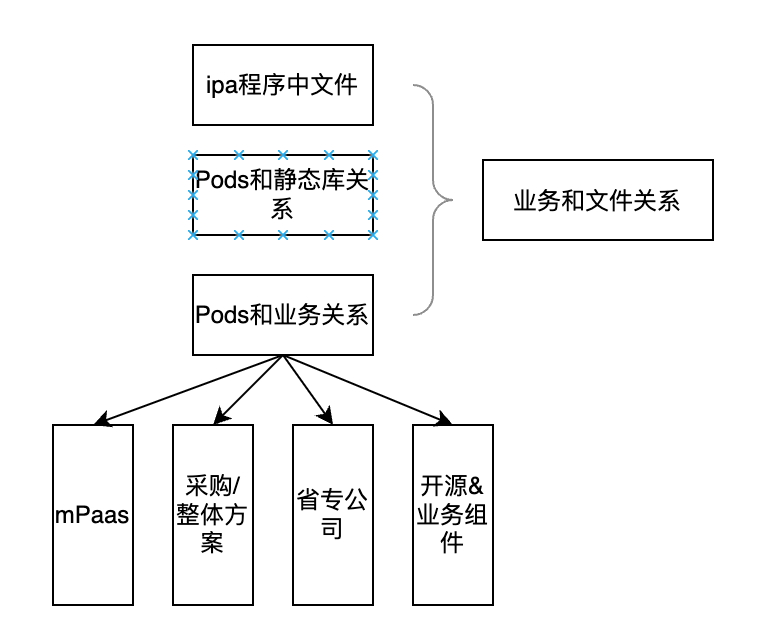 ipa程序中文件
Pods和静态库关
系
业务和文件关系
Pods和业务关系
mPaas
采购/
整体方
案
省专公
司
开源&
业务组
件